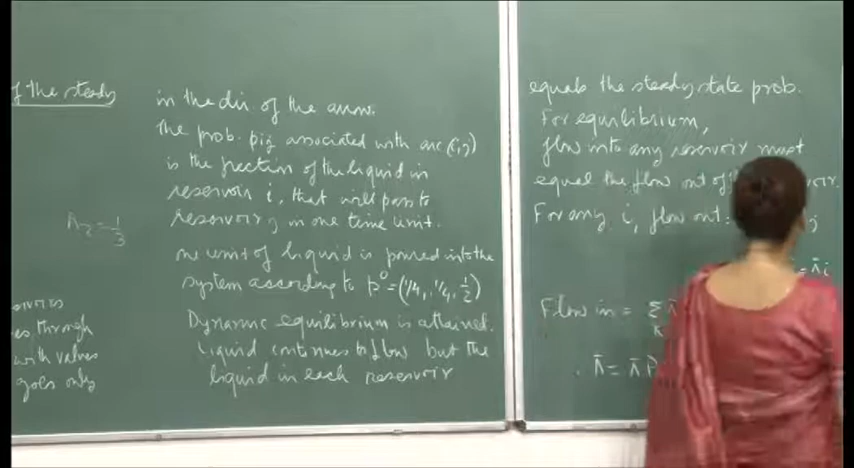 of the steady
π₂ = 1/3
es through
with valves
goes only
in the dir of the arrow.
The prob. pij associated with arc (i,j)
is the fraction of the liquid in
reservoir i, that will pass to
reservoir j in one time unit.
unit of liquid is poured into the
system according to p⁰ = (1/4, 1/4, 1/2)
Dynamic equilibrium is attained.
Liquid continues to flow but the
liquid in each reservoir
equals the steady state prob.
For equilibrium,
flow into any reservoir must
equal the flow out of
For any i, flow out
= π̄i
Flow in = Σ
π̄ = π̄ P